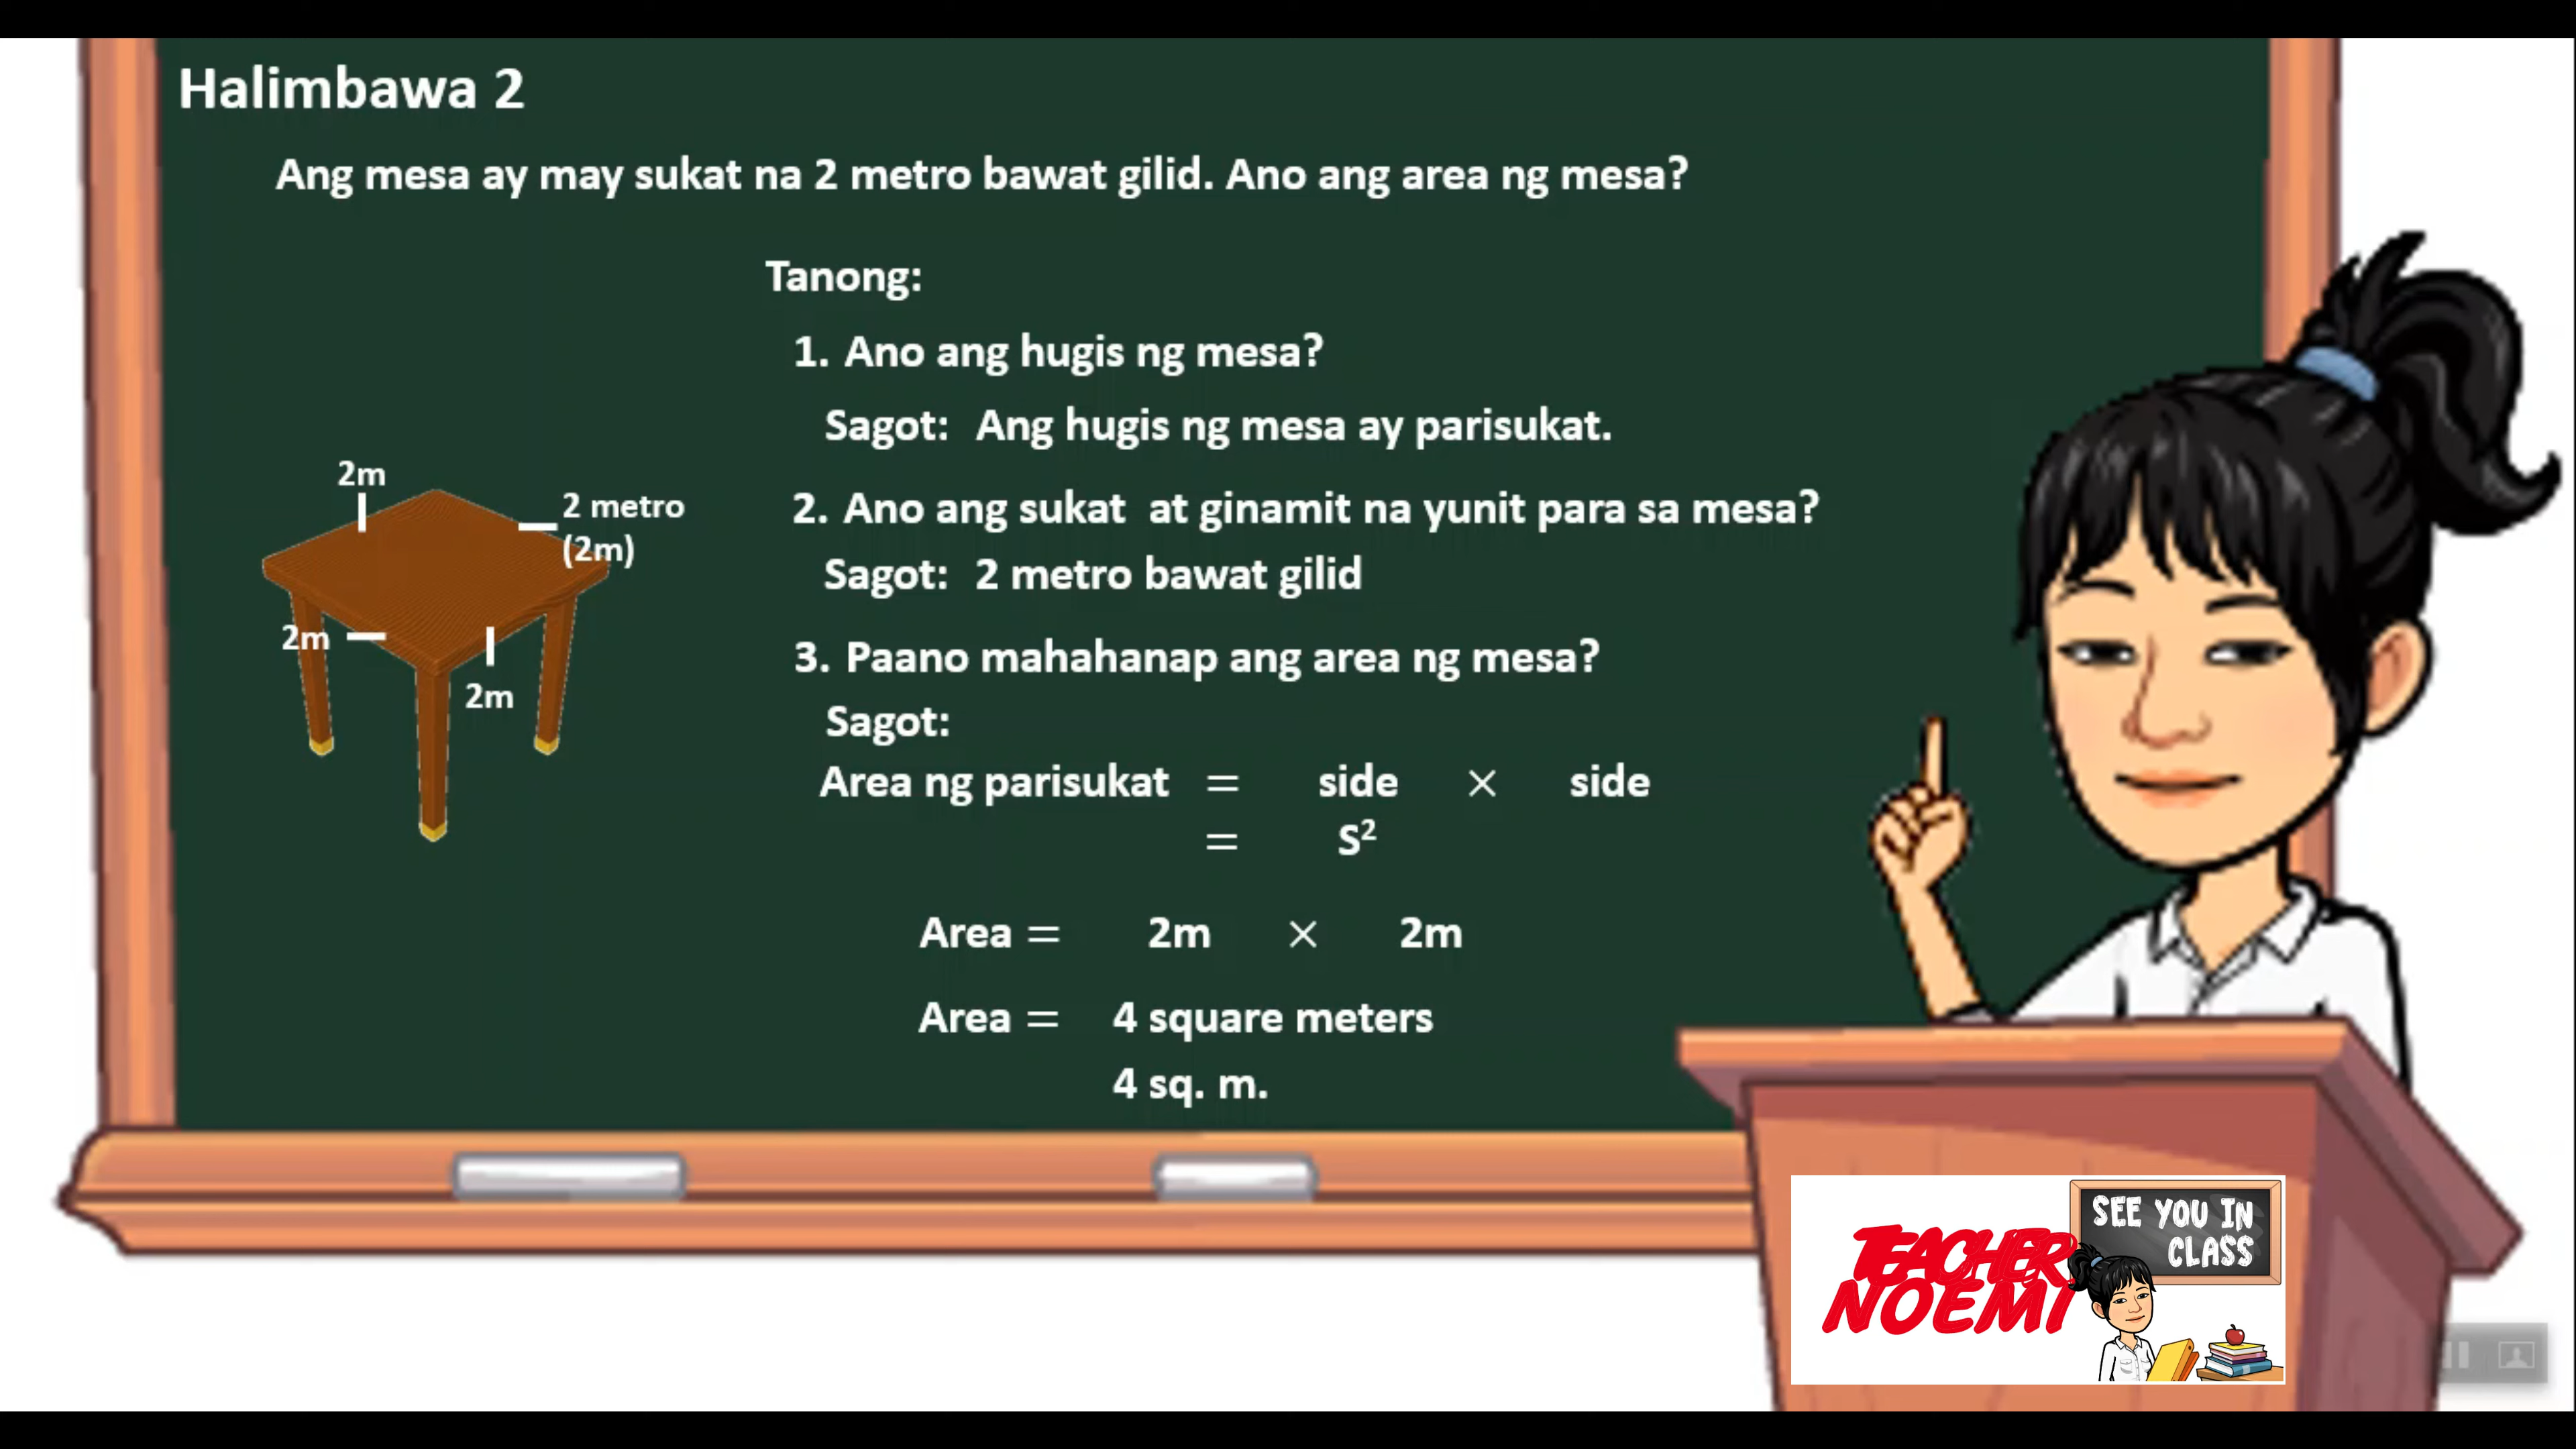 Halimbawa 2
Ang mesa ay may sukat na 2 metro bawat gilid. Ano ang area ng mesa?
Tanong:
1. Ano ang hugis ng mesa?
Sagot: Ang hugis ng mesa ay parisukat.
2. Ano ang sukat at ginamit na yunit para sa mesa?
Sagot: 2 metro bawat gilid
3. Paano mahahanap ang area ng mesa?
Sagot:
Area ng parisukat = side × side
= S²
Area = 2m × 2m
Area = 4 square meters
4 sq. m.
2m
2 metro
(2m)
2m
2m
TEACHER
NOEMI
SEE YOU IN
CLASS